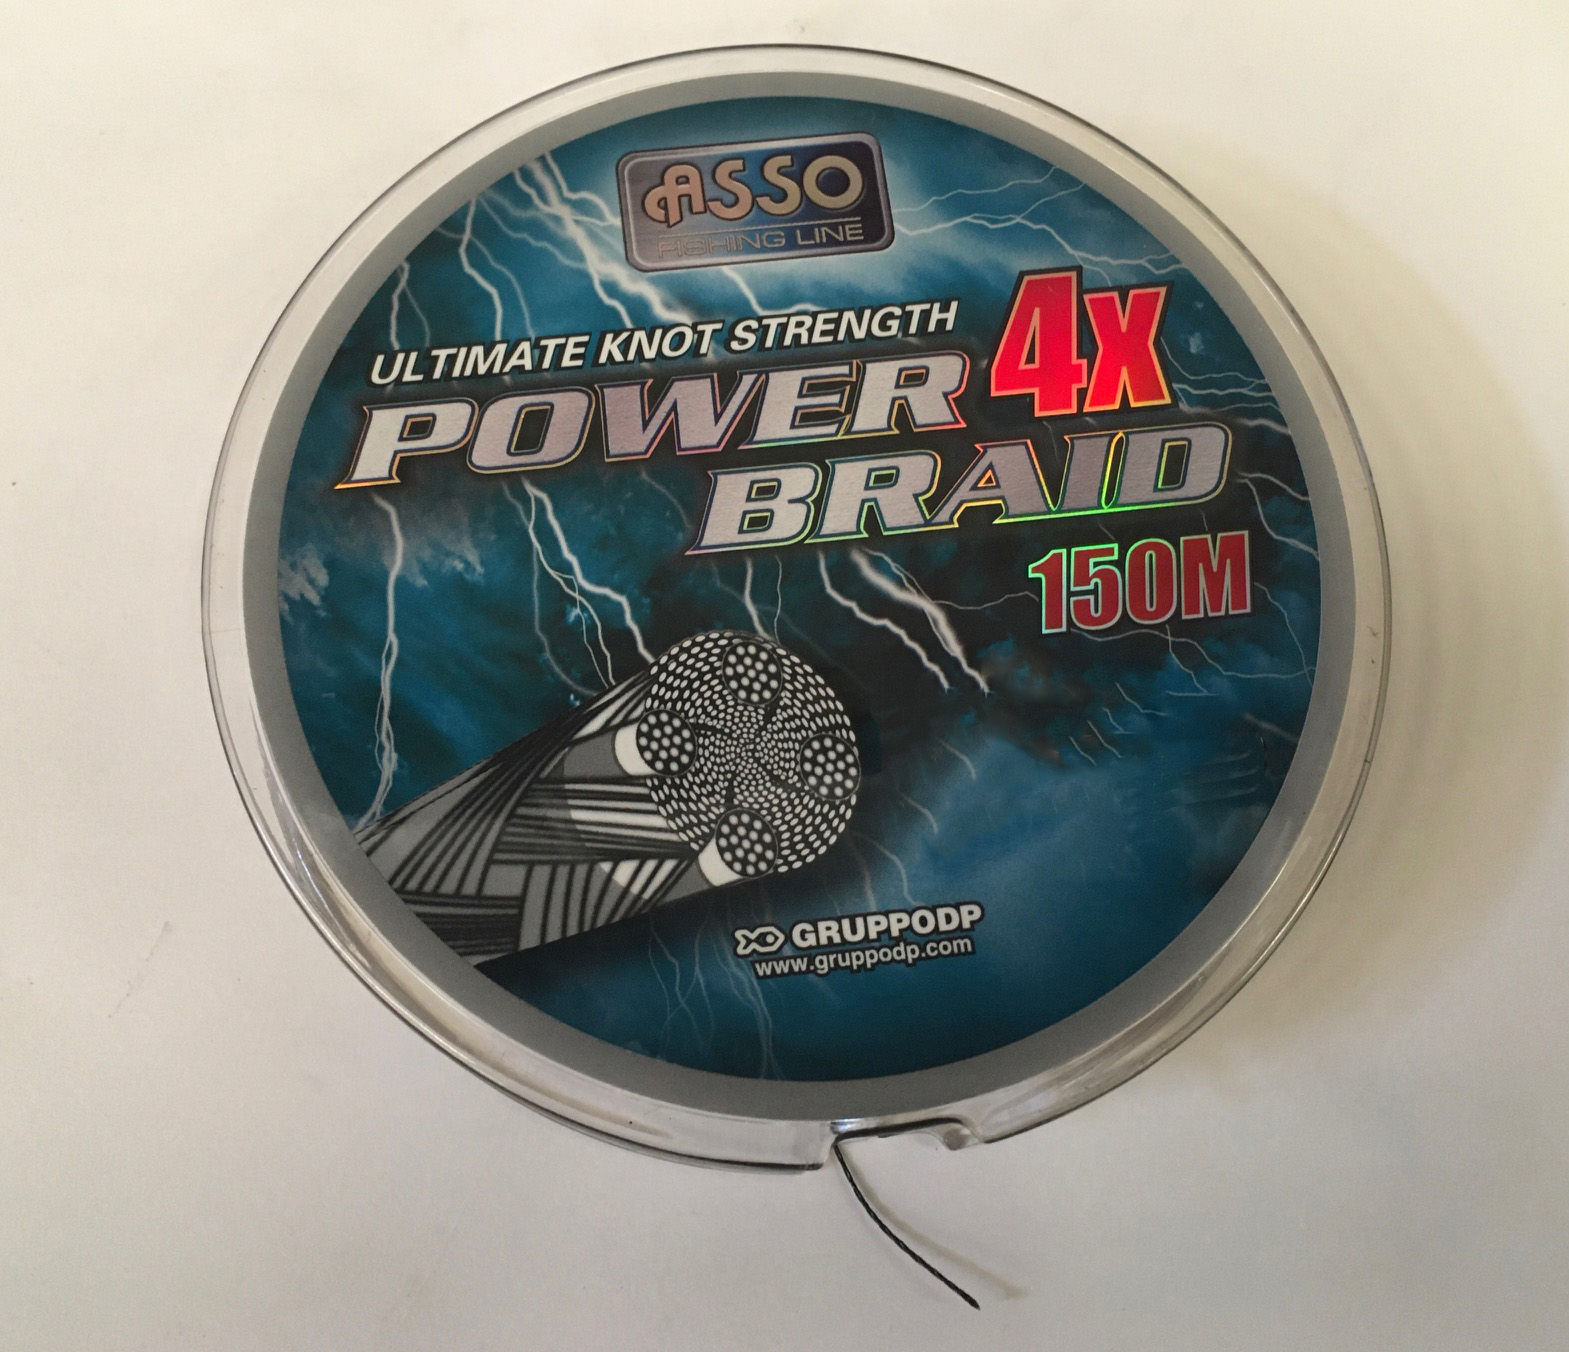 ASSO
FISHING LINE
ULTIMATE KNOT STRENGTH
POWER 4X
BRAID
150M
GRUPPODP
www.gruppodp.com